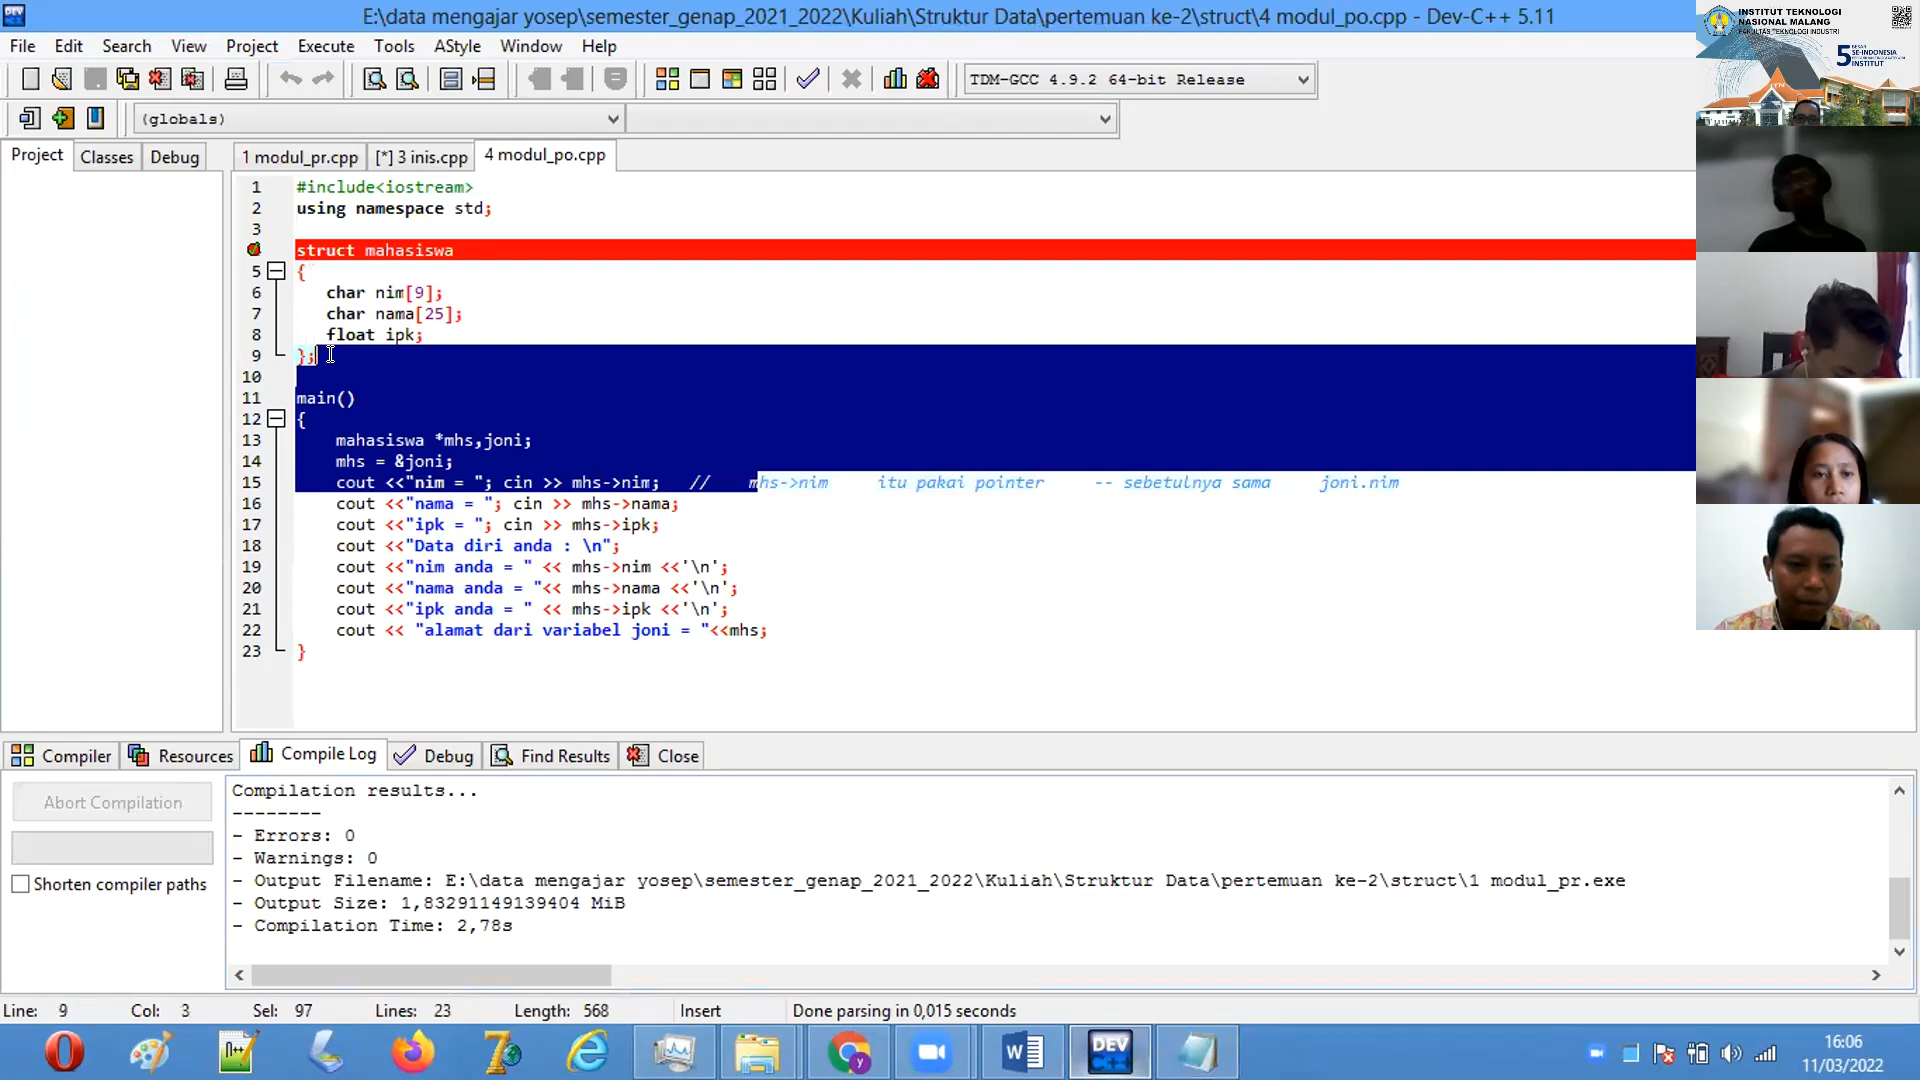 E:\data mengajar yosep\semester_genap_2021_2022\Kuliah\Struktur Data\pertemuan ke-2\struct\4 modul_po.cpp - Dev-C++ 5.11
File Edit Search View Project Execute Tools AStyle Window Help
TDM-GCC 4.9.2 64-bit Release
(globals)
Project Classes Debug
1 modul_pr.cpp [*] 3 inis.cpp 4 modul_po.cpp
1 #include<iostream>
2 using namespace std;
3
struct mahasiswa
5 {
6 char nim[9];
7 char nama[25];
8 float ipk;
9 };
10
11 main()
12 {
13 mahasiswa *mhs,joni;
14 mhs = &joni;
15 cout <<"nim = "; cin >> mhs->nim; // mhs->nim itu pakai pointer -- sebetulnya sama joni.nim
16 cout <<"nama = "; cin >> mhs->nama;
17 cout <<"ipk = "; cin >> mhs->ipk;
18 cout <<"Data diri anda : \n";
19 cout <<"nim anda = " << mhs->nim <<'\n';
20 cout <<"nama anda = "<< mhs->nama <<'\n';
21 cout <<"ipk anda = " << mhs->ipk <<'\n';
22 cout << "alamat dari variabel joni = "<<mhs;
23 }
Compiler Resources Compile Log Debug Find Results Close
Abort Compilation
Shorten compiler paths
Compilation results...
--------
- Errors: 0
- Warnings: 0
- Output Filename: E:\data mengajar yosep\semester_genap_2021_2022\Kuliah\Struktur Data\pertemuan ke-2\struct\1 modul_pr.exe
- Output Size: 1,83291149139404 MiB
- Compilation Time: 2,78s
Line: 9 Col: 3 Sel: 97 Lines: 23 Length: 568 Insert Done parsing in 0,015 seconds
16:06
11/03/2022
INSTITUT TEKNOLOGI
NASIONAL MALANG
FAKULTAS TEKNOLOGI INDUSTRI
5 BESAR
SE-INDONESIA
INSTITUT
DEV
C++